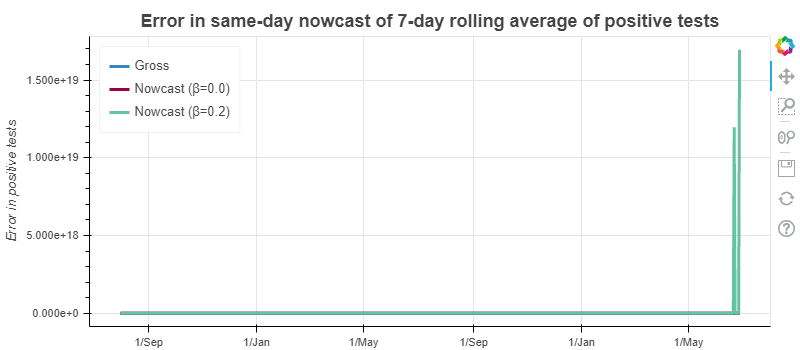 Error in same-day nowcast of 7-day rolling average of positive tests
Gross
Nowcast (β=0.0)
Nowcast (β=0.2)
Error in positive tests
1.500e+19
1.000e+19
5.000e+18
0.000e+0
1/Sep
1/Jan
1/May
1/Sep
1/Jan
1/May